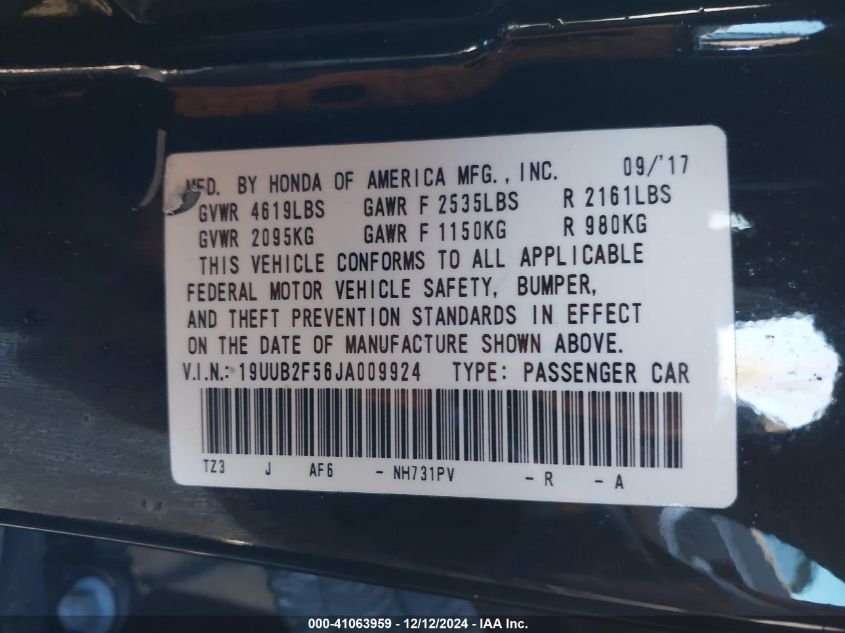 MFD. BY HONDA OF AMERICA MFG., INC. 09/'17
GVWR 4619LBS GAWR F 2535LBS R 2161LBS
GVWR 2095KG GAWR F 1150KG R 980KG
THIS VEHICLE CONFORMS TO ALL APPLICABLE
FEDERAL MOTOR VEHICLE SAFETY, BUMPER,
AND THEFT PREVENTION STANDARDS IN EFFECT
ON THE DATE OF MANUFACTURE SHOWN ABOVE.
V.I.N.: 19UUB2F56JA009924 TYPE: PASSENGER CAR
TZ3 J AF6 - NH731PV - R - A
000-41063959 - 12/12/2024 - IAA Inc.